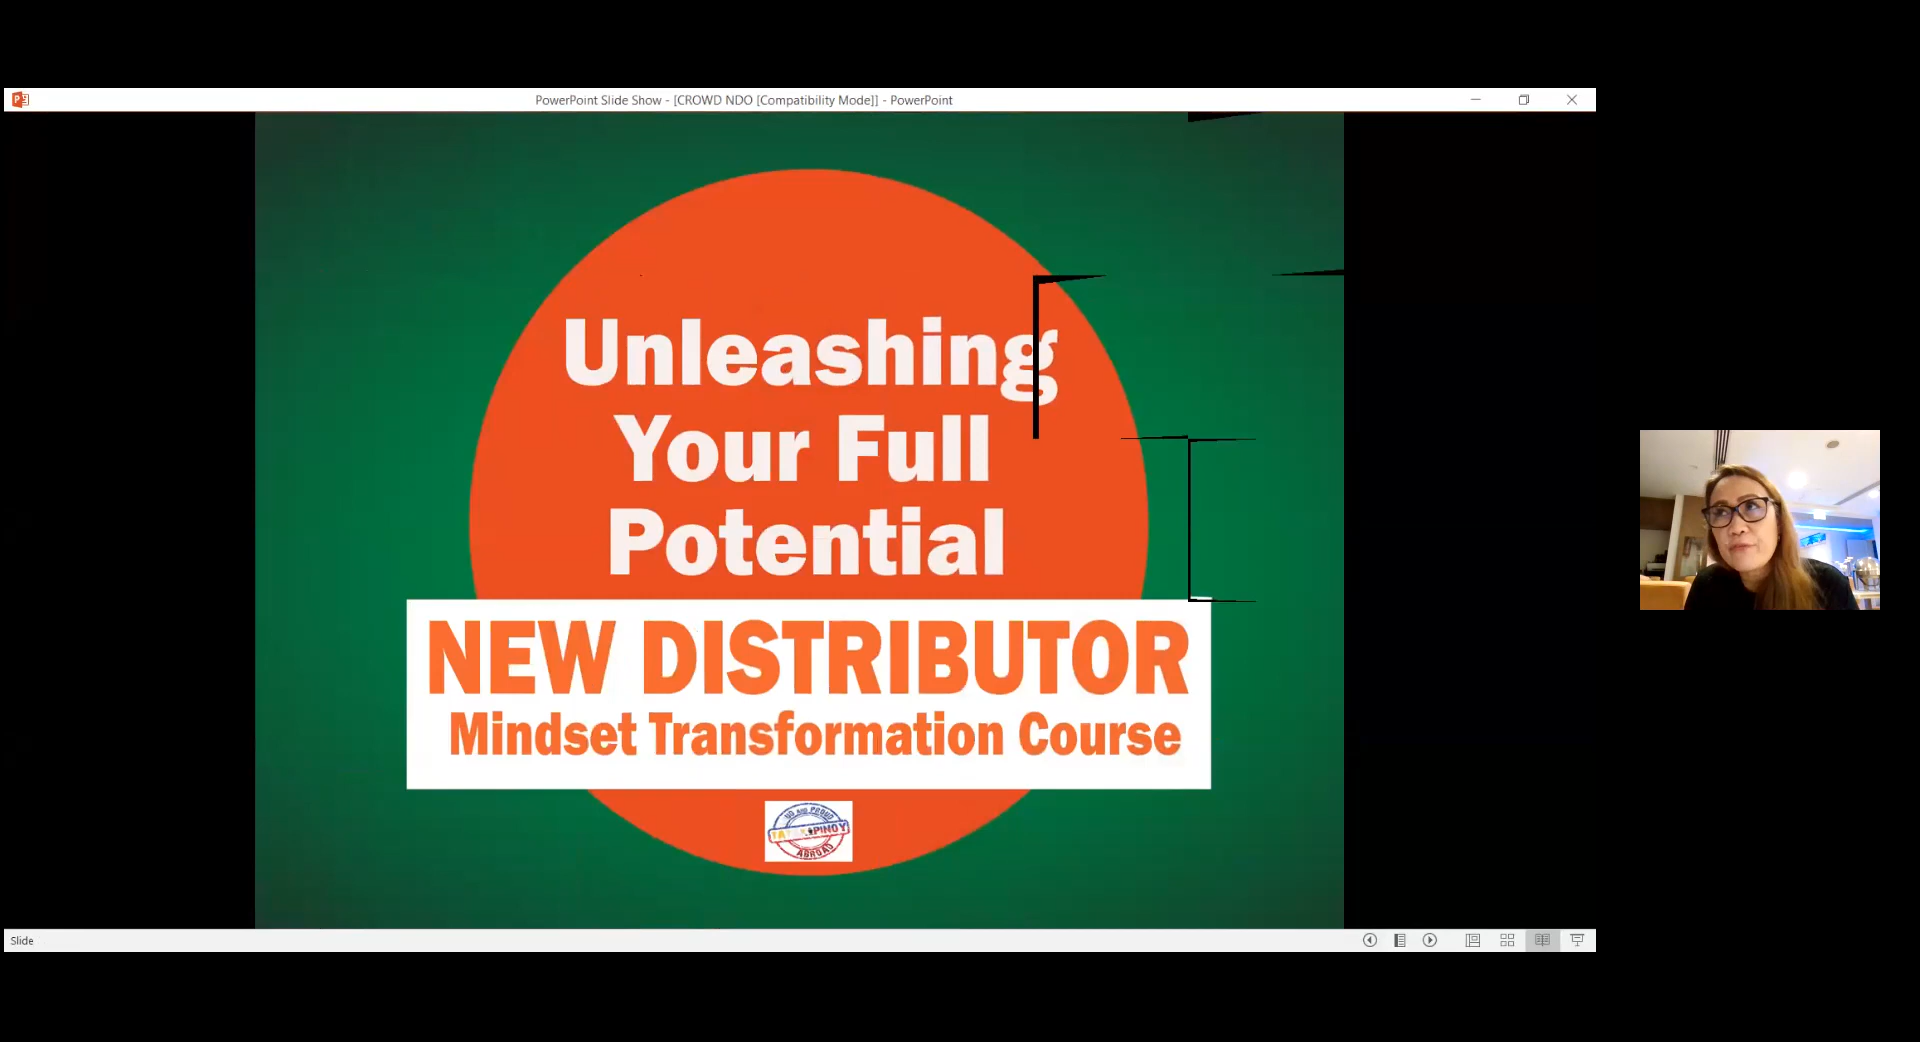 PowerPoint Slide Show - [CROWD NDO [Compatibility Mode]] - PowerPoint
Unleashing
Your Full
Potential
NEW DISTRIBUTOR
Mindset Transformation Course
PINOY
ABROAD
Slide